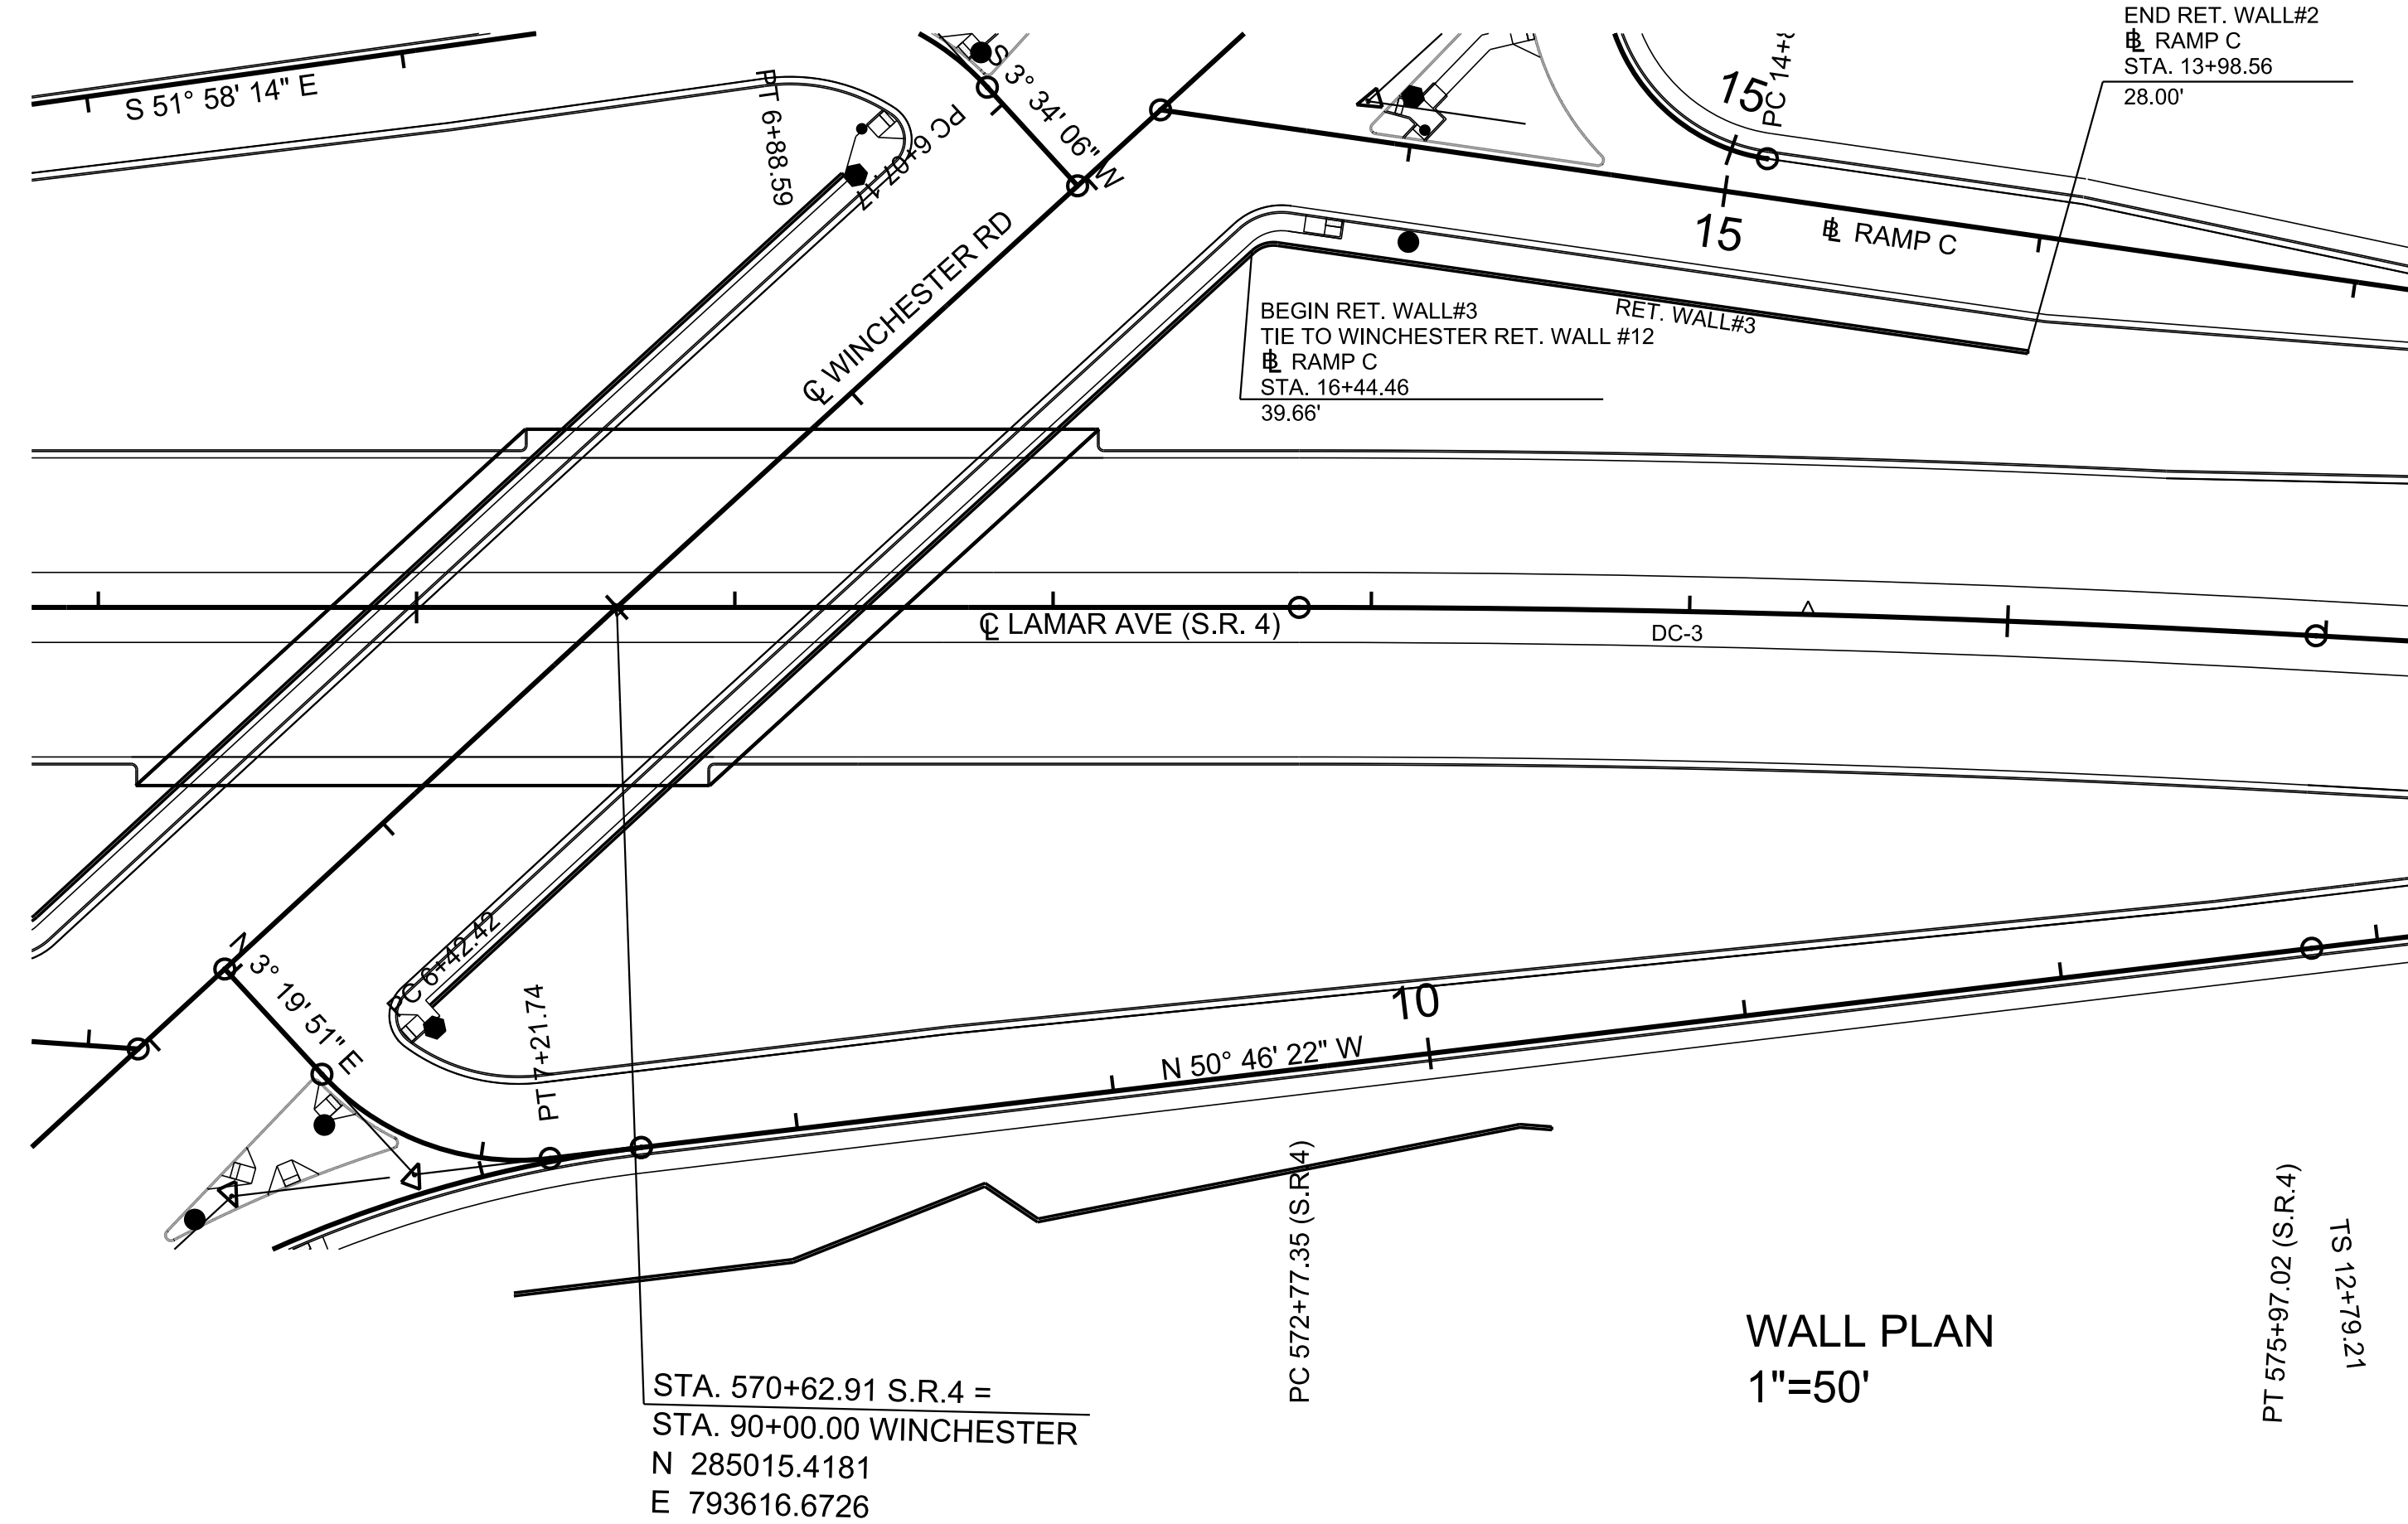 END RET. WALL#2
BL RAMP C
STA. 13+98.56
28.00'
S 51° 58' 14" E
PT 6+88.59
PC 6+07.17
S 3° 34' 06" W
15
PC 14+
15
BL RAMP C
CL WINCHESTER RD
BEGIN RET. WALL#3
TIE TO WINCHESTER RET. WALL #12
BL RAMP C
STA. 16+44.46
39.66'
RET. WALL#3
CL LAMAR AVE (S.R. 4)
DC-3
N 3° 19' 51" E
PC 6+42.42
PT 7+21.74
10
N 50° 46' 22" W
PC 572+77.35 (S.R.4)
PT 575+97.02 (S.R.4)
TS 12+79.21
WALL PLAN
1"=50'
STA. 570+62.91 S.R.4 =
STA. 90+00.00 WINCHESTER
N 285015.4181
E 793616.6726